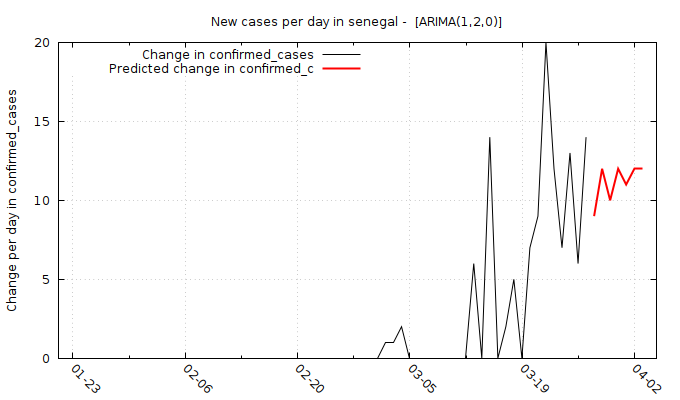 New cases per day in senegal -  [ARIMA(1,2,0)]
Change per day in confirmed_cases
Change in confirmed_cases
Predicted change in confirmed_c
20
15
10
5
0
01-23
02-06
02-20
03-05
03-19
04-02